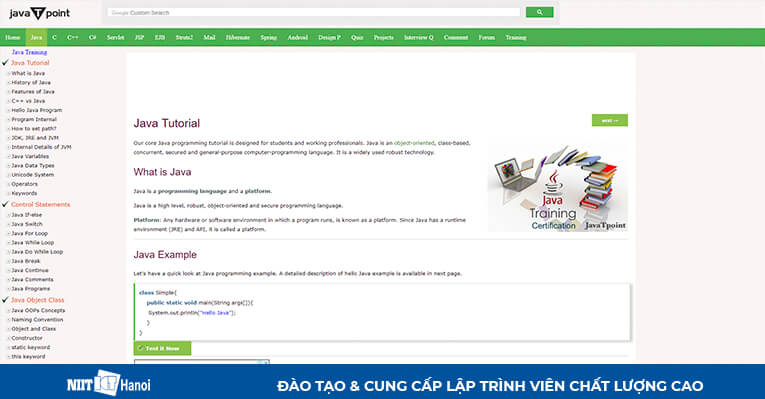 javaTpoint
Google Custom Search
Home Java C C++ C# Servlet JSP EJB Struts2 Mail Hibernate Spring Android Design P Quiz Projects Interview Q Comment Forum Training
Java Training
Java Tutorial
What is Java
History of Java
Features of Java
C++ vs Java
Hello Java Program
Program Internal
How to set path?
JDK, JRE and JVM
Internal Details of JVM
Java Variables
Java Data Types
Unicode System
Operators
Keywords
Control Statements
Java If-else
Java Switch
Java For Loop
Java While Loop
Java Do While Loop
Java Break
Java Continue
Java Comments
Java Programs
Java Object Class
Java OOPs Concepts
Naming Convention
Object and Class
Constructor
static keyword
this keyword
Java Tutorial
next →
Our core Java programming tutorial is designed for students and working professionals. Java is an object-oriented, class-based,
concurrent, secured and general-purpose computer-programming language. It is a widely used robust technology.
What is Java
Java is a programming language and a platform.
Java is a high level, robust, object-oriented and secure programming language.
Platform: Any hardware or software environment in which a program runs, is known as a platform. Since Java has a runtime
environment (JRE) and API, it is called a platform.
Java
Training
Certification
JavaTpoint
Java Example
Let's have a quick look at Java programming example. A detailed description of hello Java example is available in next page.
class Simple{
public static void main(String args[]){
System.out.println("Hello Java");
}
}
Test it Now
NIIT ICT Hanoi
ĐÀO TẠO & CUNG CẤP LẬP TRÌNH VIÊN CHẤT LƯỢNG CAO